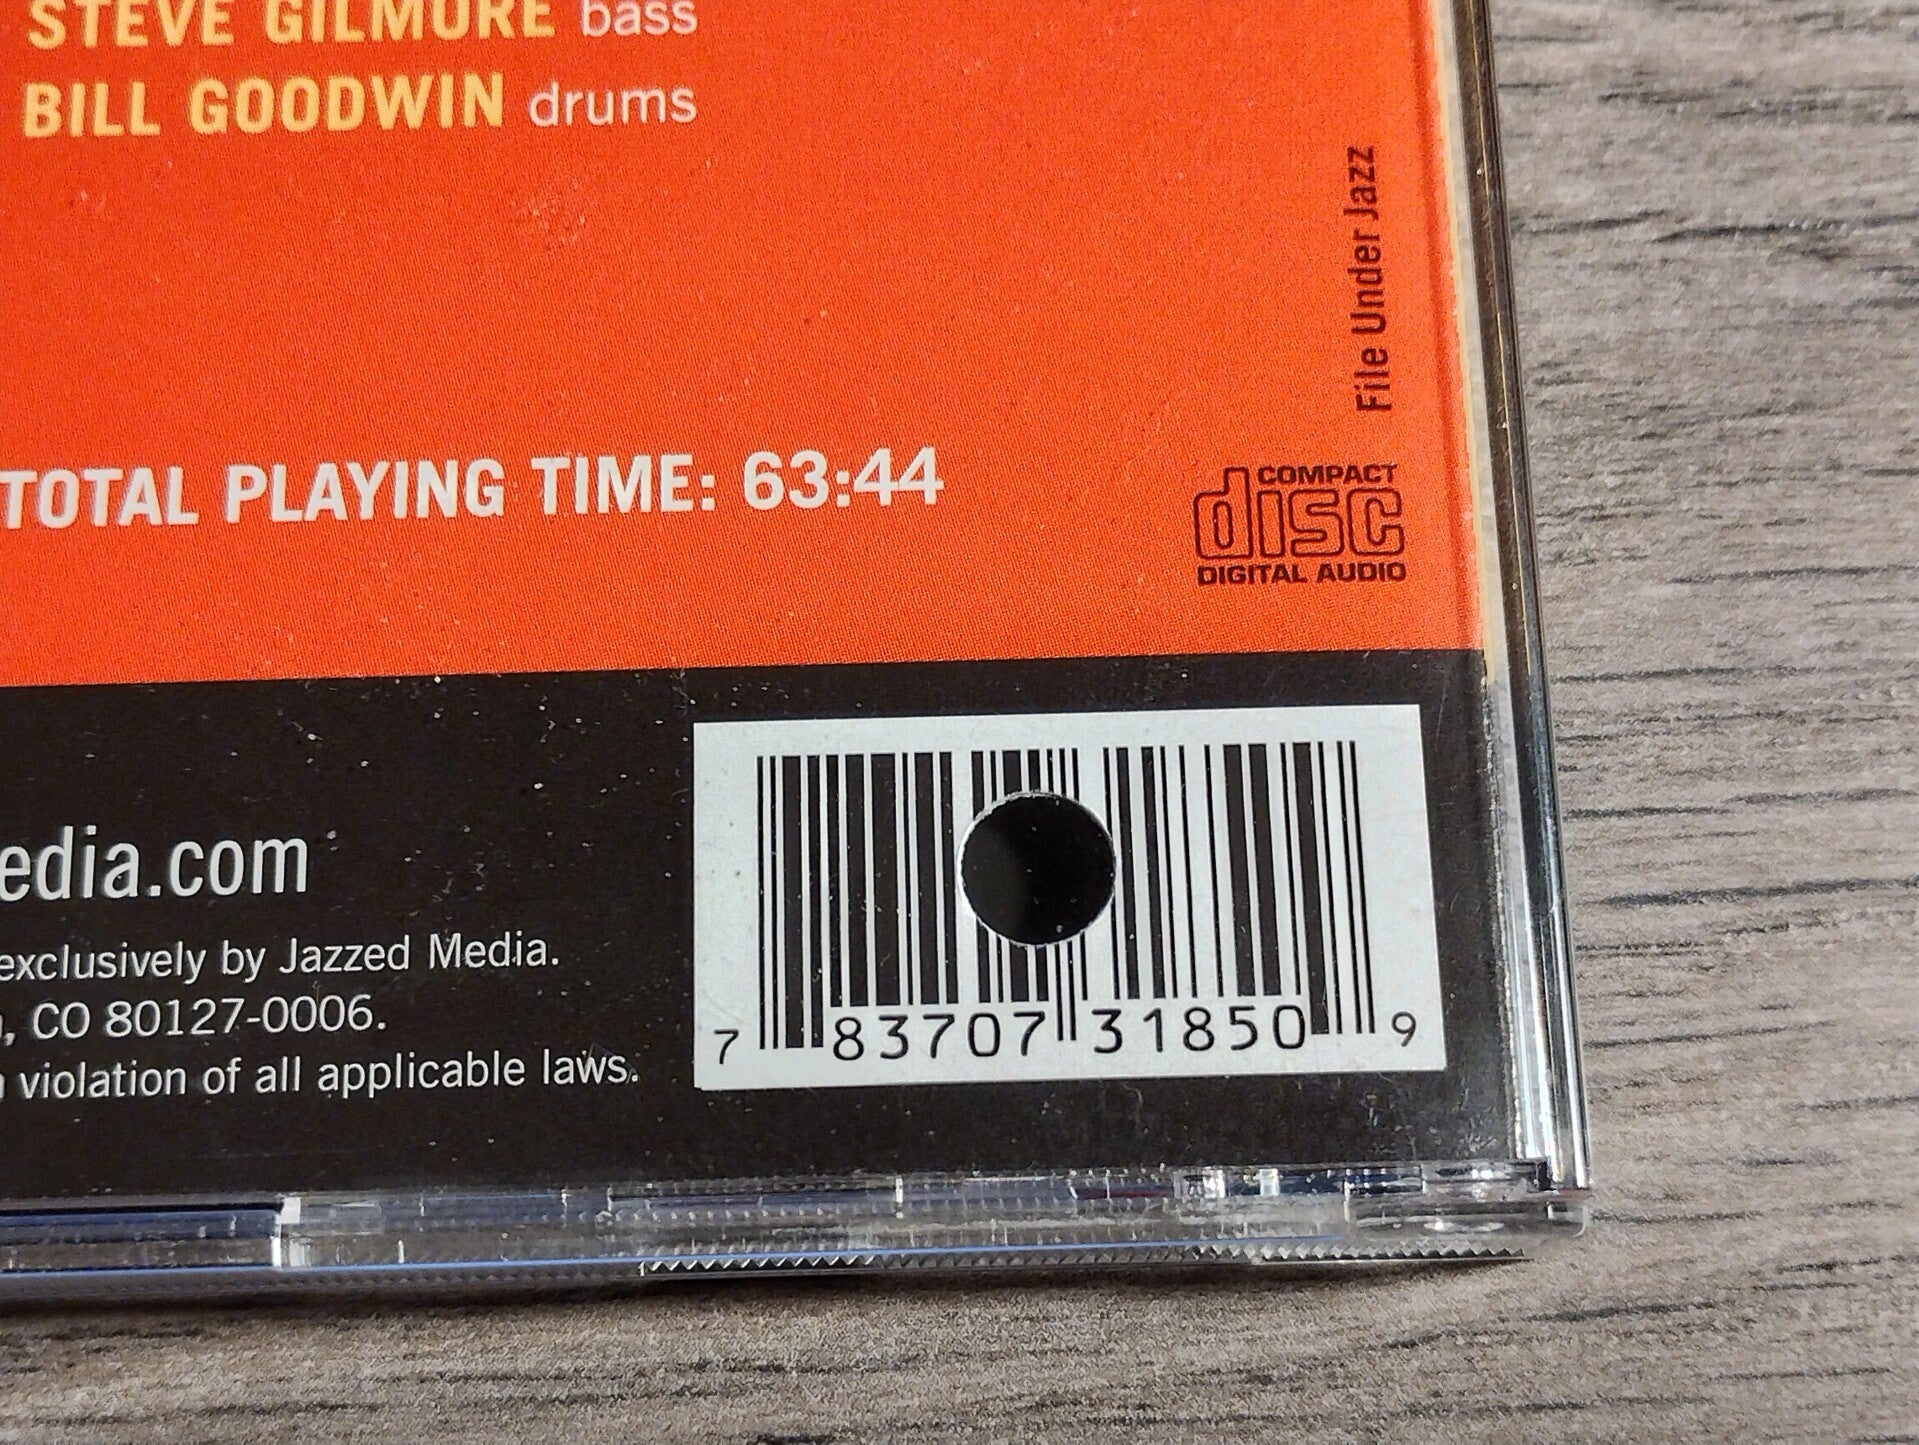 STEVE GILMORE bass
BILL GOODWIN drums
File Under Jazz
TOTAL PLAYING TIME: 63:44
COMPACT
disc
DIGITAL AUDIO
edia.com
exclusively by Jazzed Media.
, CO 80127-0006.
violation of all applicable laws.
7 83707 31850 9